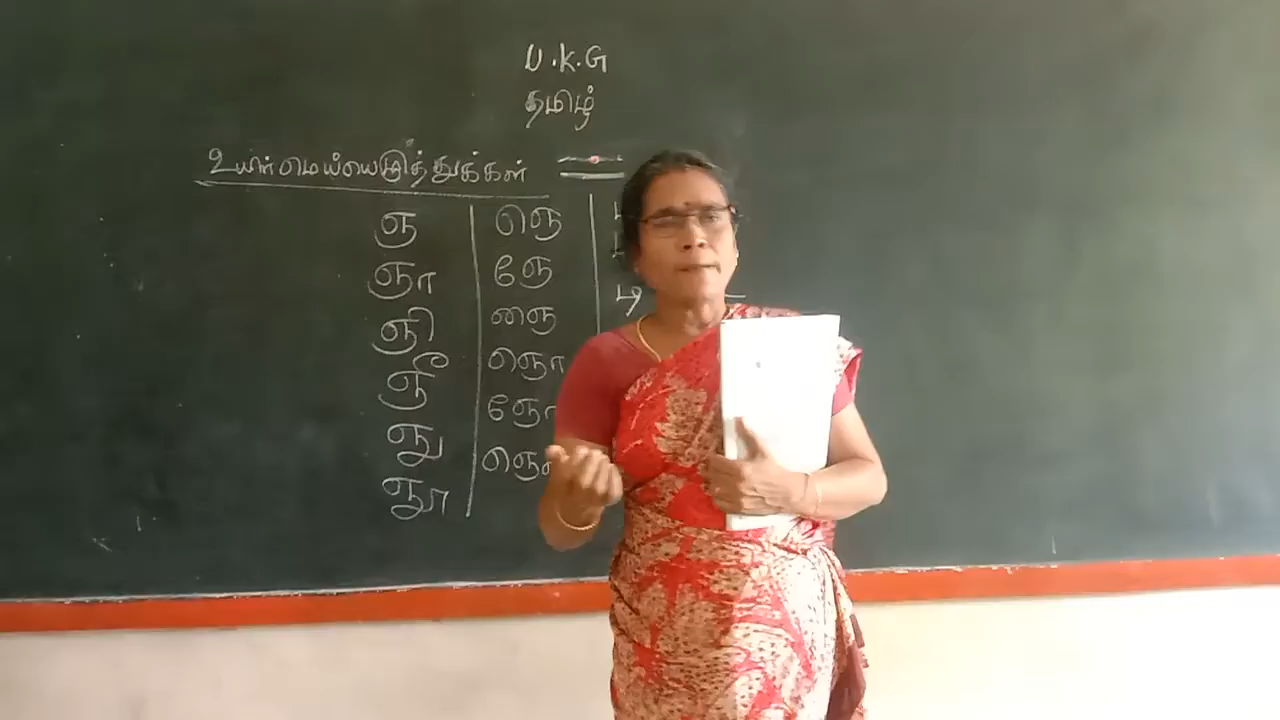 U.K.G
தமிழ்
உயிர்மெய்யெழுத்துக்கள்
ஞ ஞெ
ஞா ஞே
ஞி ஞை டி
ஞீ ஞொ
ஞு ஞோ
ஞூ